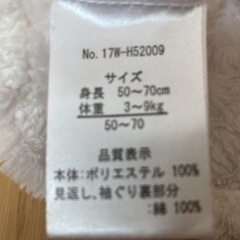 No.17W-H52009
サイズ
身長 50～70cm
体重 3～9kg
50～70
品質表示
本体:ポリエステル 100%
見返し、袖ぐり裏部分
:綿 100%